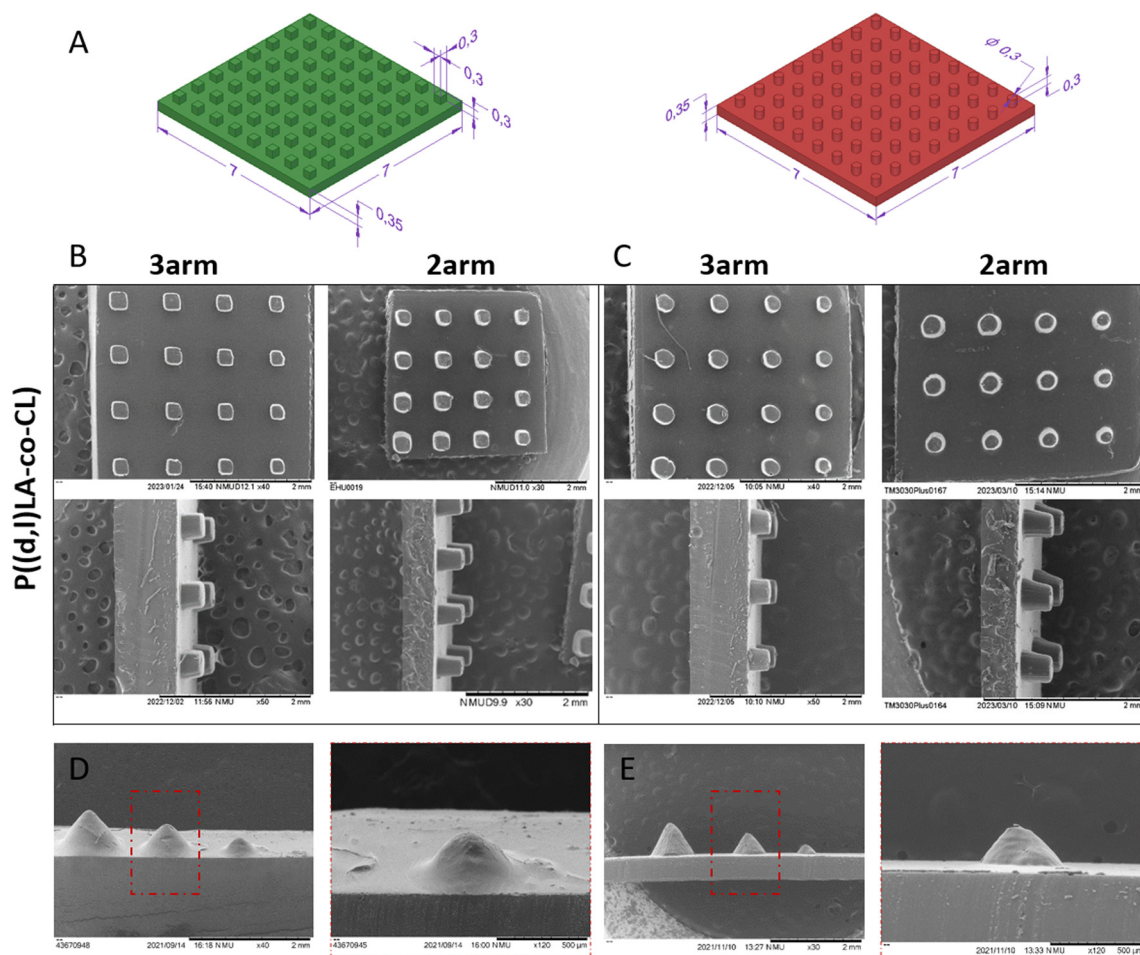 A
0,3
0,3
0,3
7
7
0,35
Ø 0,3
0,3
0,35
7
7
B
3arm
2arm
C
3arm
2arm
P((d,l)LA-co-CL)
2023/01/24 15:40 NMUD12.1 x40 2 mm
EHU0019 NMUD11.0 x30 2 mm
2022/12/05 10:05 NMU x40 2 mm
TM3030Plus0167 2023/03/10 15:14 NMU 2 mm
2022/12/02 11:56 NMU x50 2 mm
NMUD9.9 x30 2 mm
2022/12/05 10:10 NMU x50 2 mm
TM3030Plus0164 2023/03/10 15:09 NMU 2 mm
D
E
43670948 2021/09/14 16:18 NMU x40 2 mm
43670945 2021/09/14 16:00 NMU x120 500 µm
2021/11/10 13:27 NMU x30 2 mm
2021/11/10 13:33 NMU x120 500 µm